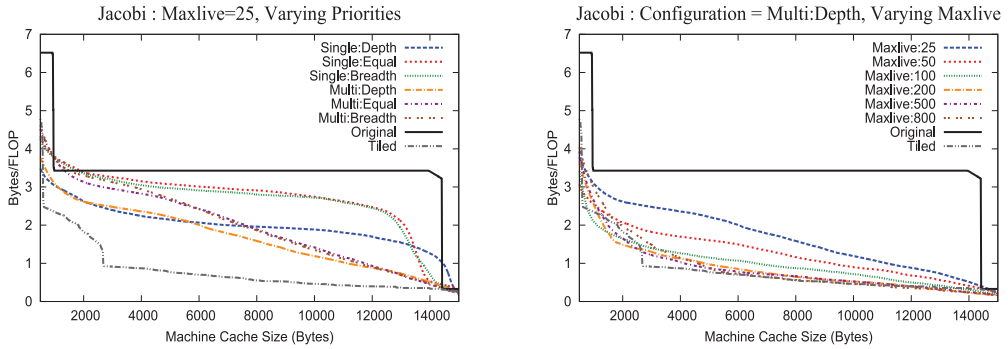 Jacobi : Maxlive=25, Varying Priorities
7
6
5
4
3
2
1
0
Bytes/FLOP
Single:Depth
Single:Equal
Single:Breadth
Multi:Depth
Multi:Equal
Multi:Breadth
Original
Tiled
2000 4000 6000 8000 10000 12000 14000
Machine Cache Size (Bytes)
Jacobi : Configuration = Multi:Depth, Varying Maxlive
7
6
5
4
3
2
1
0
Bytes/FLOP
Maxlive:25
Maxlive:50
Maxlive:100
Maxlive:200
Maxlive:500
Maxlive:800
Original
Tiled
2000 4000 6000 8000 10000 12000 14000
Machine Cache Size (Bytes)